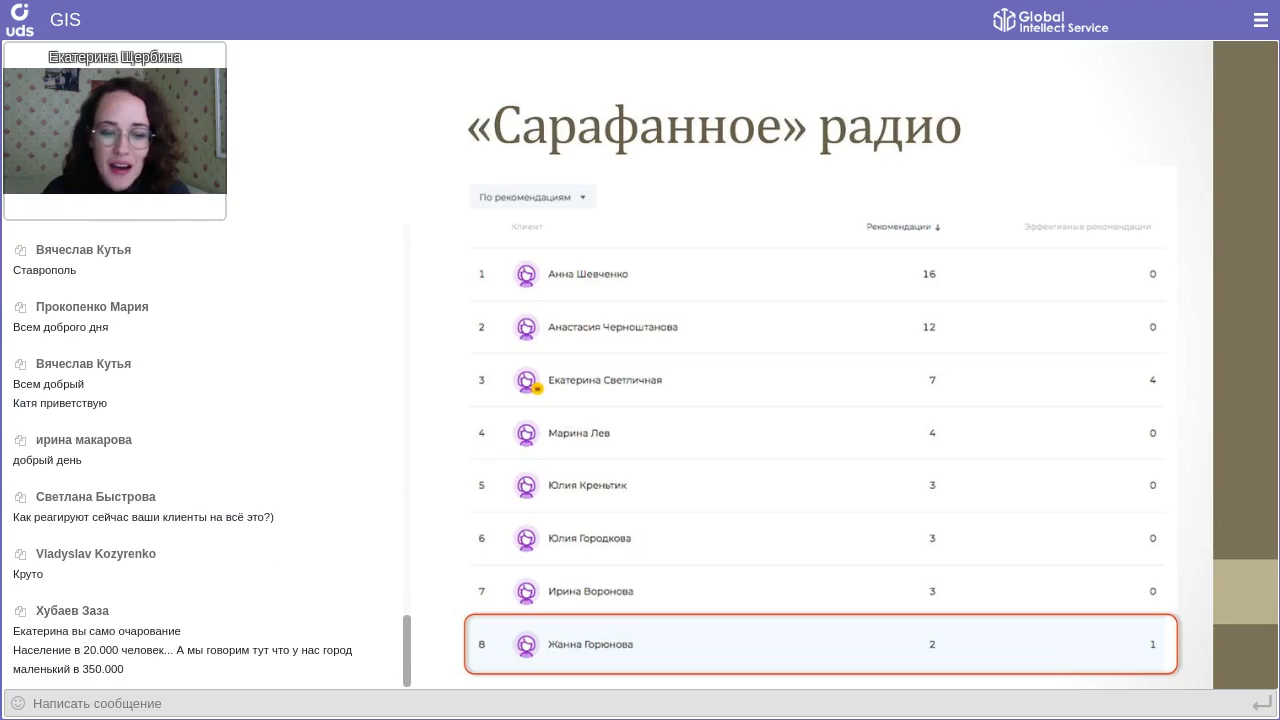 uds
GIS
Global
Intellect Service
Екатерина Щербина
Вячеслав Кутья
Ставрополь
Прокопенко Мария
Всем доброго дня
Вячеслав Кутья
Всем добрый
Катя приветствую
ирина макарова
добрый день
Светлана Быстрова
Как реагируют сейчас ваши клиенты на всё это?)
Vladyslav Kozyrenko
Круто
Хубаев Заза
Екатерина вы само очарование
Население в 20.000 человек... А мы говорим тут что у нас город
маленький в 350.000
Написать сообщение
«Сарафанное» радио
По рекомендациям
Клиент Рекомендации ↓ Эффективные рекомендации
1 Анна Шевченко 16 0
2 Анастасия Черноштанова 12 0
3 Екатерина Светличная 7 4
4 Марина Лев 4 0
5 Юлия Креньтик 3 0
6 Юлия Городкова 3 0
7 Ирина Воронова 3 0
8 Жанна Горюнова 2 1